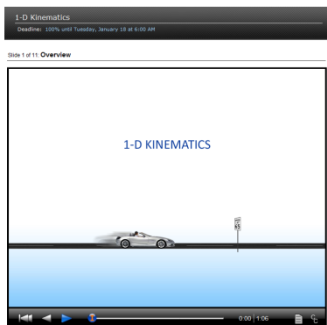 1-D Kinematics
Deadline: 100% until Tuesday, January 18 at 6:00 AM
Slide 1 of 11: Overview
1-D KINEMATICS
0:00 1:06